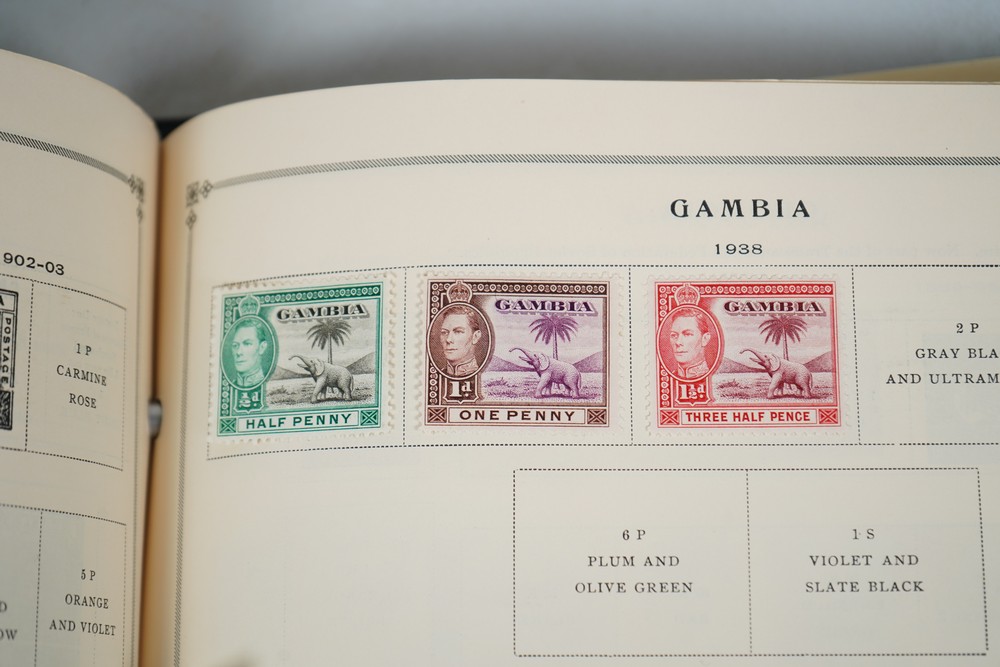 902-03
POSTAGE
1 P
CARMINE
ROSE
5 P
ORANGE
AND VIOLET
GAMBIA
1938
GAMBIA
½d
HALF PENNY
GAMBIA
1d
ONE PENNY
GAMBIA
1½d
THREE HALF PENCE
2 P
GRAY BLA
AND ULTRAM
6 P
PLUM AND
OLIVE GREEN
1 S
VIOLET AND
SLATE BLACK